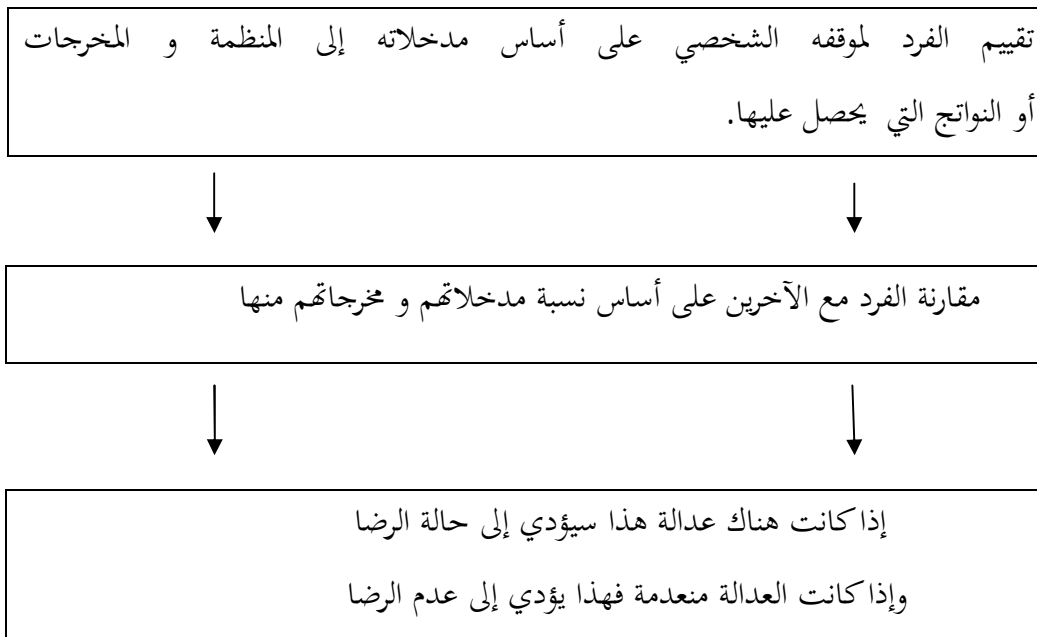 تقييم الفرد لموقفه الشخصي على أساس مدخلاته إلى المنظمة و المخرجات
أو النواتج التي يحصل عليها.
مقارنة الفرد مع الآخرين على أساس نسبة مدخلاتهم و مخرجاتهم منها
إذا كانت هناك عدالة هذا سيؤدي إلى حالة الرضا
وإذا كانت العدالة منعدمة فهذا يؤدي إلى عدم الرضا